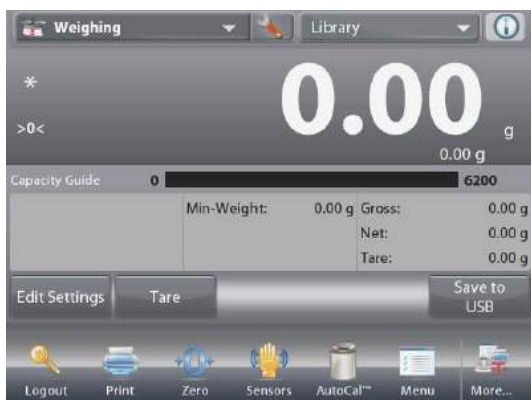 Weighing Library
*
0.00
>0<
g
0.00 g
Capacity Guide 0 6200
Min-Weight: 0.00 g Gross: 0.00 g
Net: 0.00 g
Tare: 0.00 g
Edit Settings Tare Save to
USB
Logout Print Zero Sensors AutoCal™ Menu More...